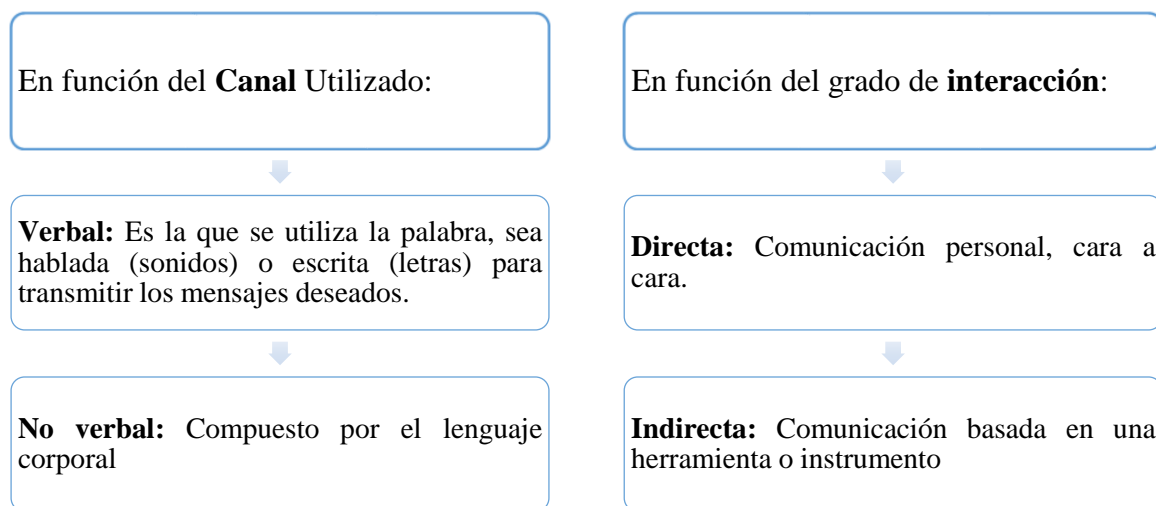 En función del Canal Utilizado:
Verbal: Es la que se utiliza la palabra, sea
hablada (sonidos) o escrita (letras) para
transmitir los mensajes deseados.
No verbal: Compuesto por el lenguaje
corporal
En función del grado de interacción:
Directa: Comunicación personal, cara a
cara.
Indirecta: Comunicación basada en una
herramienta o instrumento